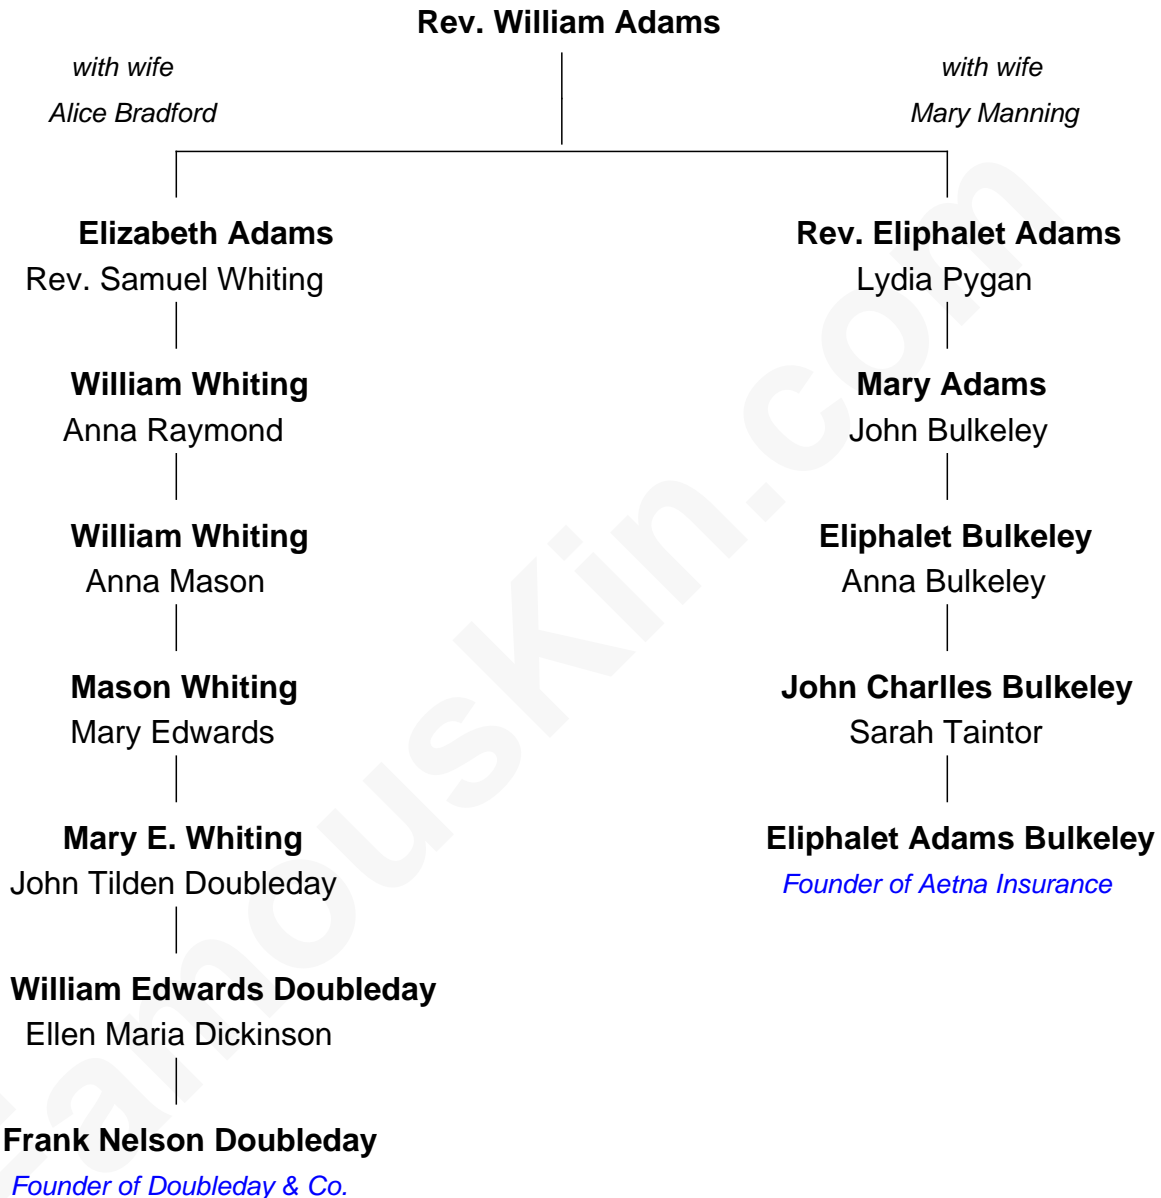 Rev. William Adams
with wife
Alice Bradford
with wife
Mary Manning
Elizabeth Adams
Rev. Samuel Whiting
William Whiting
Anna Raymond
William Whiting
Anna Mason
Mason Whiting
Mary Edwards
Mary E. Whiting
John Tilden Doubleday
William Edwards Doubleday
Ellen Maria Dickinson
Frank Nelson Doubleday
Founder of Doubleday & Co.
Rev. Eliphalet Adams
Lydia Pygan
Mary Adams
John Bulkeley
Eliphalet Bulkeley
Anna Bulkeley
John Charlles Bulkeley
Sarah Taintor
Eliphalet Adams Bulkeley
Founder of Aetna Insurance
FamousKin.com